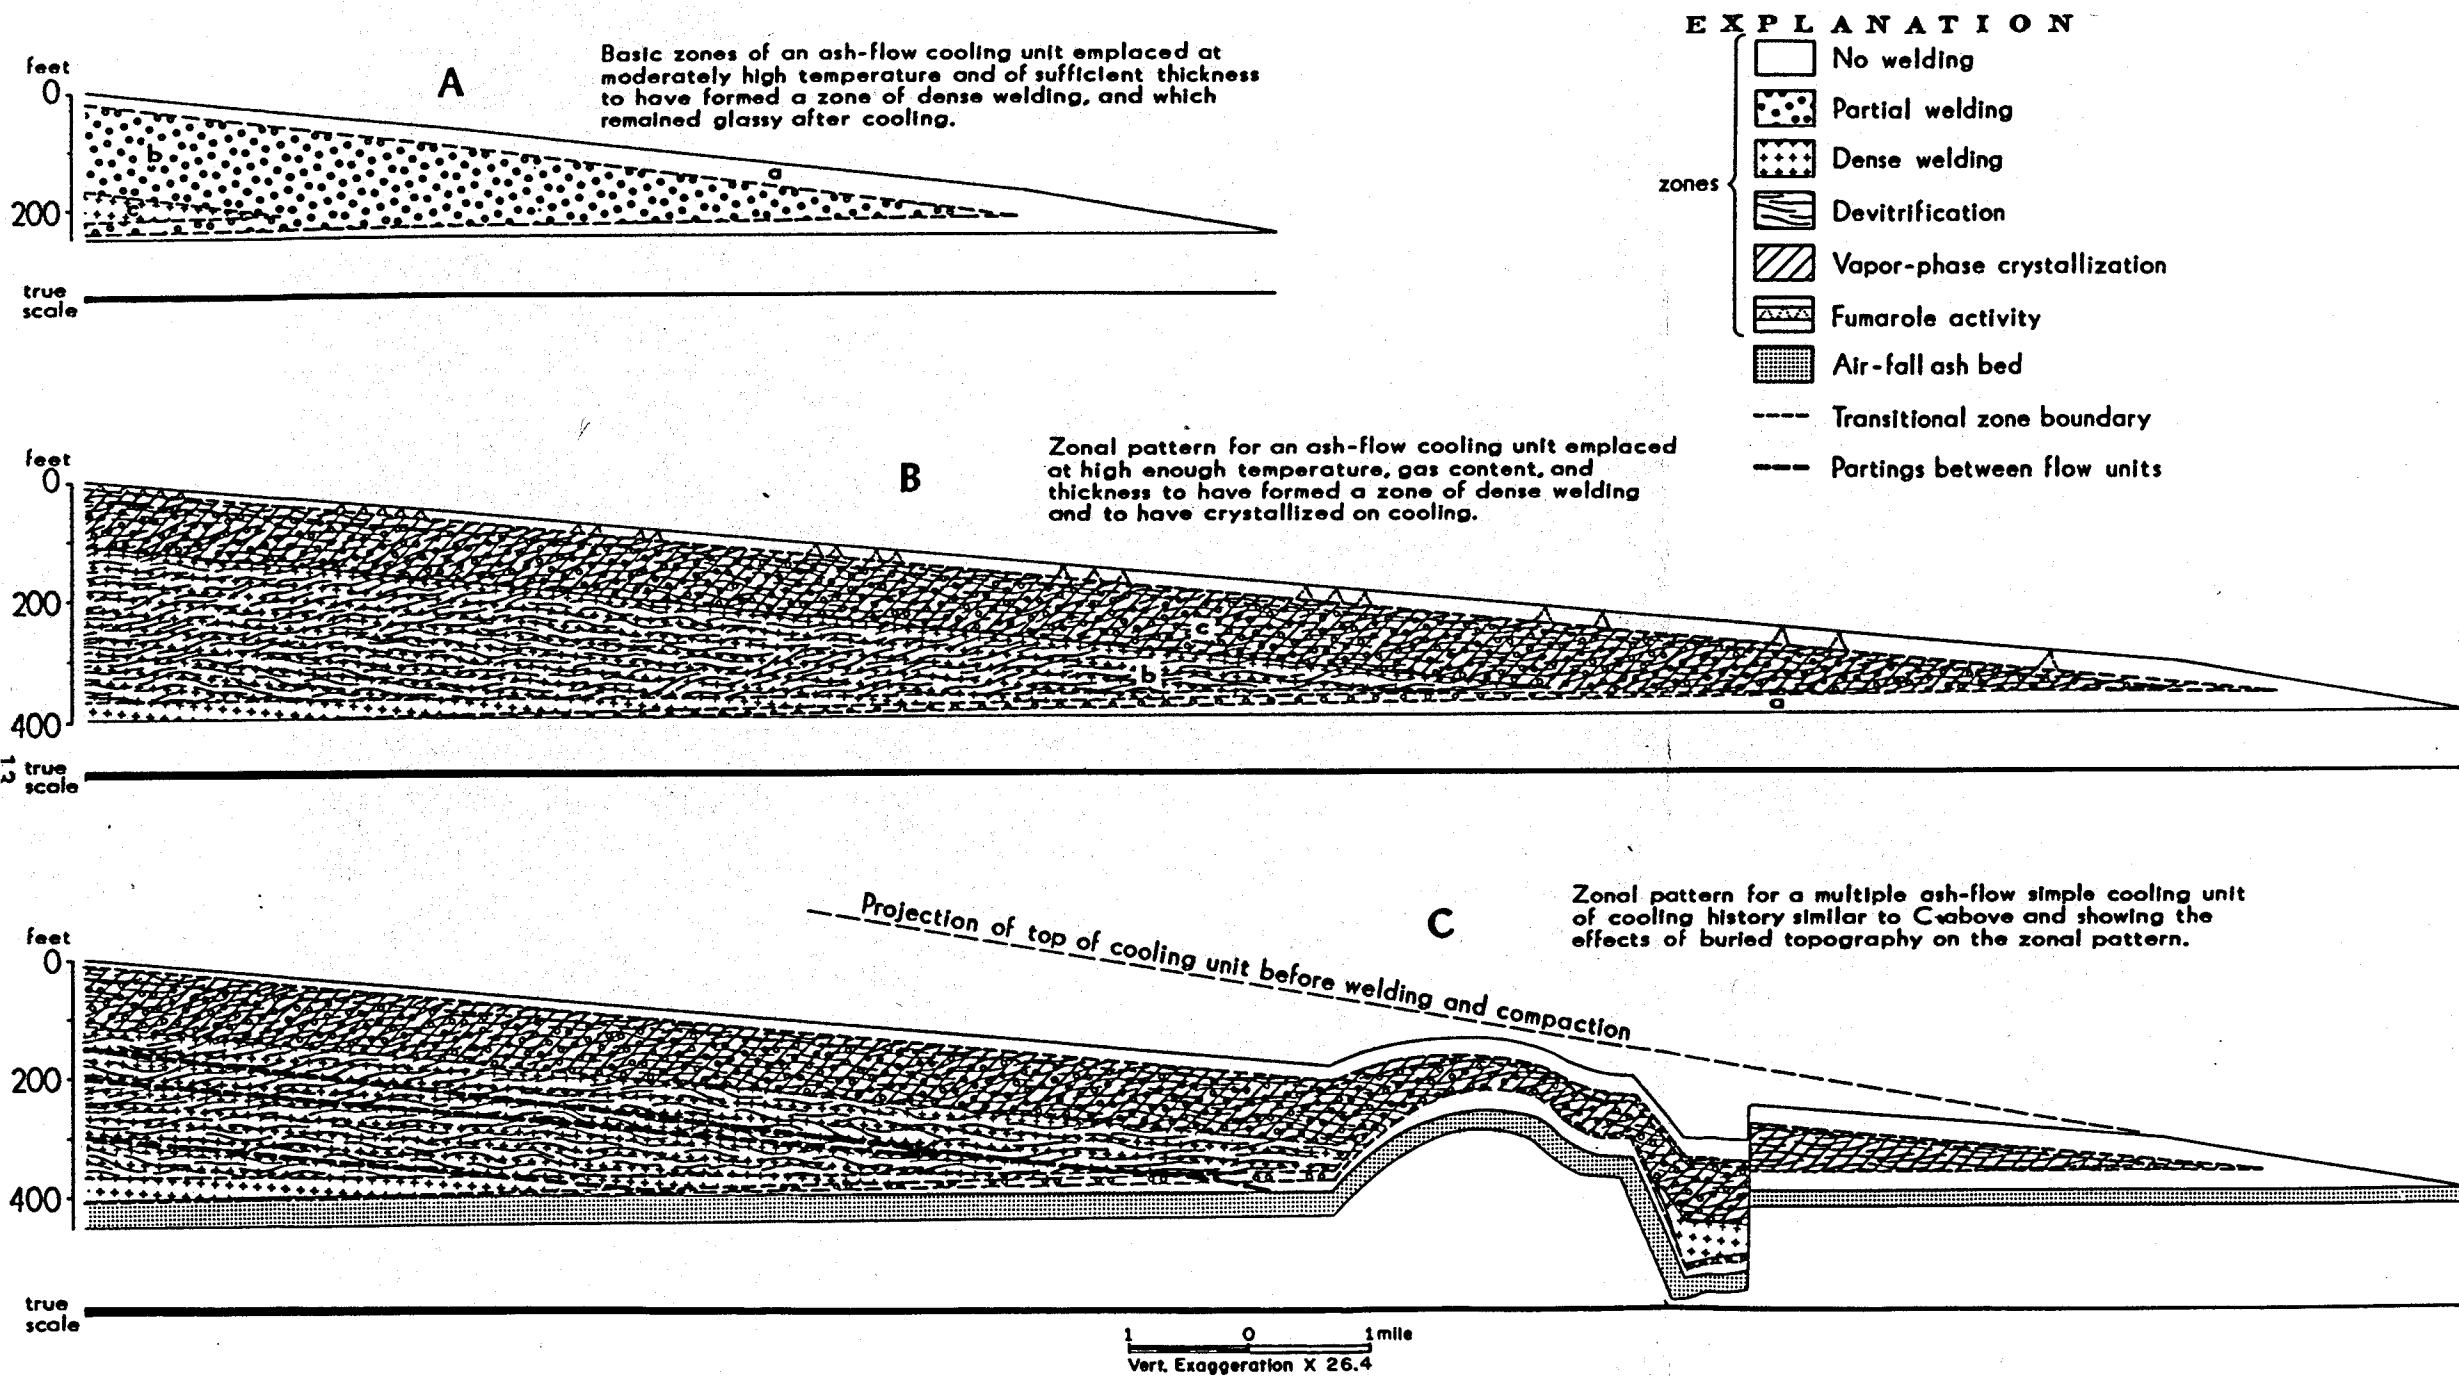 EXPLANATION
No welding
Partial welding
Dense welding
zones
Devitrification
Vapor-phase crystallization
Fumarole activity
Air-fall ash bed
Transitional zone boundary
Partings between flow units
A
Basic zones of an ash-flow cooling unit emplaced at
moderately high temperature and of sufficient thickness
to have formed a zone of dense welding, and which
remained glassy after cooling.
feet
0
200
b
a
c
true
scale
B
Zonal pattern for an ash-flow cooling unit emplaced
at high enough temperature, gas content, and
thickness to have formed a zone of dense welding
and to have crystallized on cooling.
feet
0
200
400
c
b
a
true
scale
C
Zonal pattern for a multiple ash-flow simple cooling unit
of cooling history similar to C above and showing the
effects of buried topography on the zonal pattern.
Projection of top of cooling unit before welding and compaction
feet
0
200
400
true
scale
1 0 1 mile
Vert. Exaggeration X 26.4